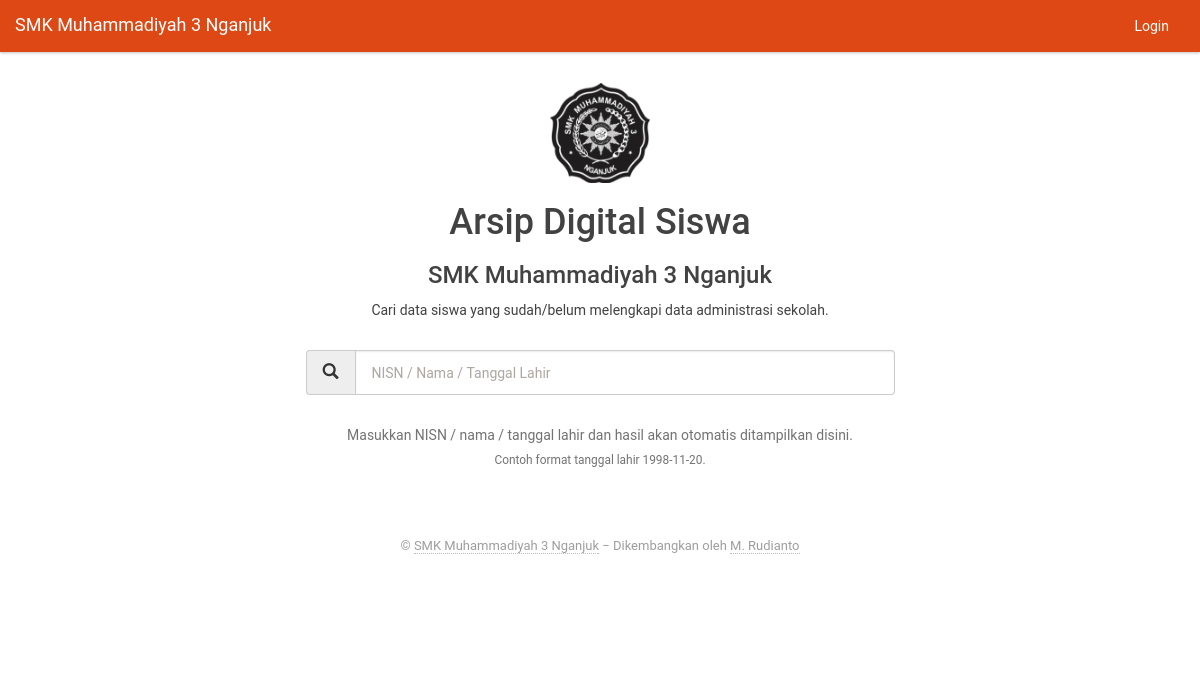 SMK Muhammadiyah 3 Nganjuk
Login
SMK MUHAMMADIYAH 3
NGANJUK
Arsip Digital Siswa
SMK Muhammadiyah 3 Nganjuk
Cari data siswa yang sudah/belum melengkapi data administrasi sekolah.
NISN / Nama / Tanggal Lahir
Masukkan NISN / nama / tanggal lahir dan hasil akan otomatis ditampilkan disini.
Contoh format tanggal lahir 1998-11-20.
© SMK Muhammadiyah 3 Nganjuk – Dikembangkan oleh M. Rudianto